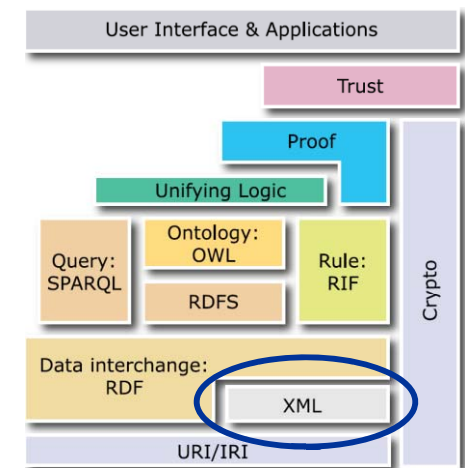 User Interface & Applications
Trust
Proof
Unifying Logic
Ontology:
OWL
Query:
SPARQL
Rule:
RIF
RDFS
Crypto
Data interchange:
RDF
XML
URI/IRI